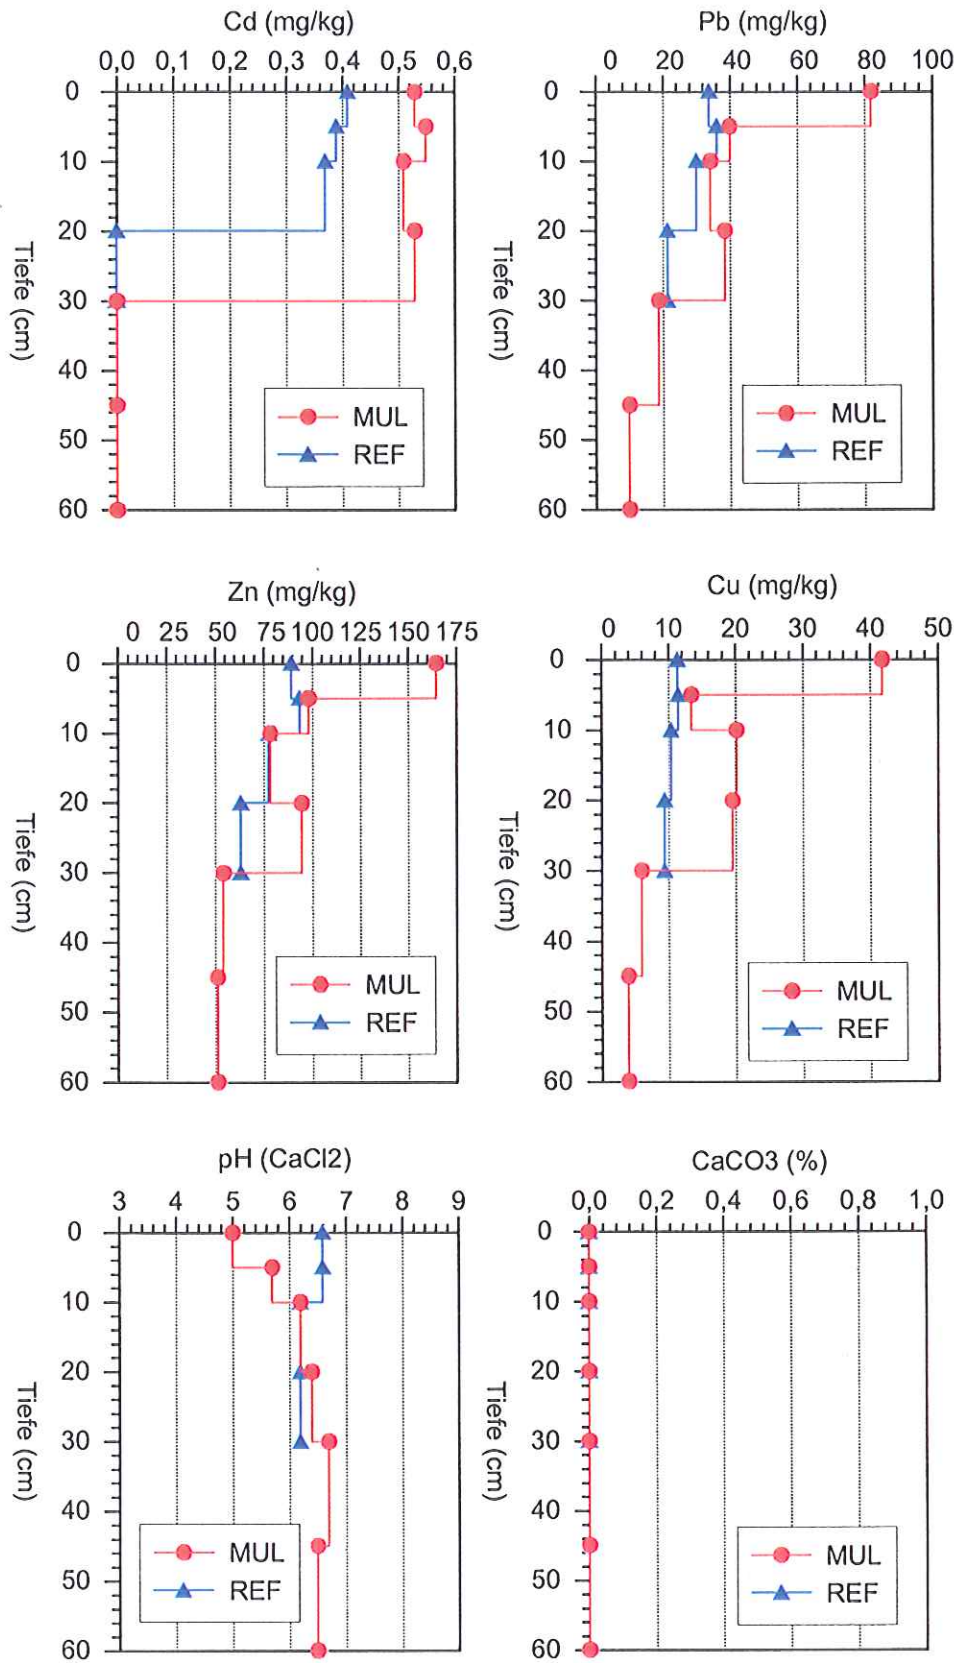 Cd (mg/kg)
0,0 0,1 0,2 0,3 0,4 0,5 0,6
0
10
20
30
40
50
60
Tiefe (cm)
MUL
REF
Pb (mg/kg)
0 20 40 60 80 100
0
10
20
30
40
50
60
Tiefe (cm)
MUL
REF
Zn (mg/kg)
0 25 50 75 100 125 150 175
0
10
20
30
40
50
60
Tiefe (cm)
MUL
REF
Cu (mg/kg)
0 10 20 30 40 50
0
10
20
30
40
50
60
Tiefe (cm)
MUL
REF
pH (CaCl2)
3 4 5 6 7 8 9
0
10
20
30
40
50
60
Tiefe (cm)
MUL
REF
CaCO3 (%)
0,0 0,2 0,4 0,6 0,8 1,0
0
10
20
30
40
50
60
Tiefe (cm)
MUL
REF